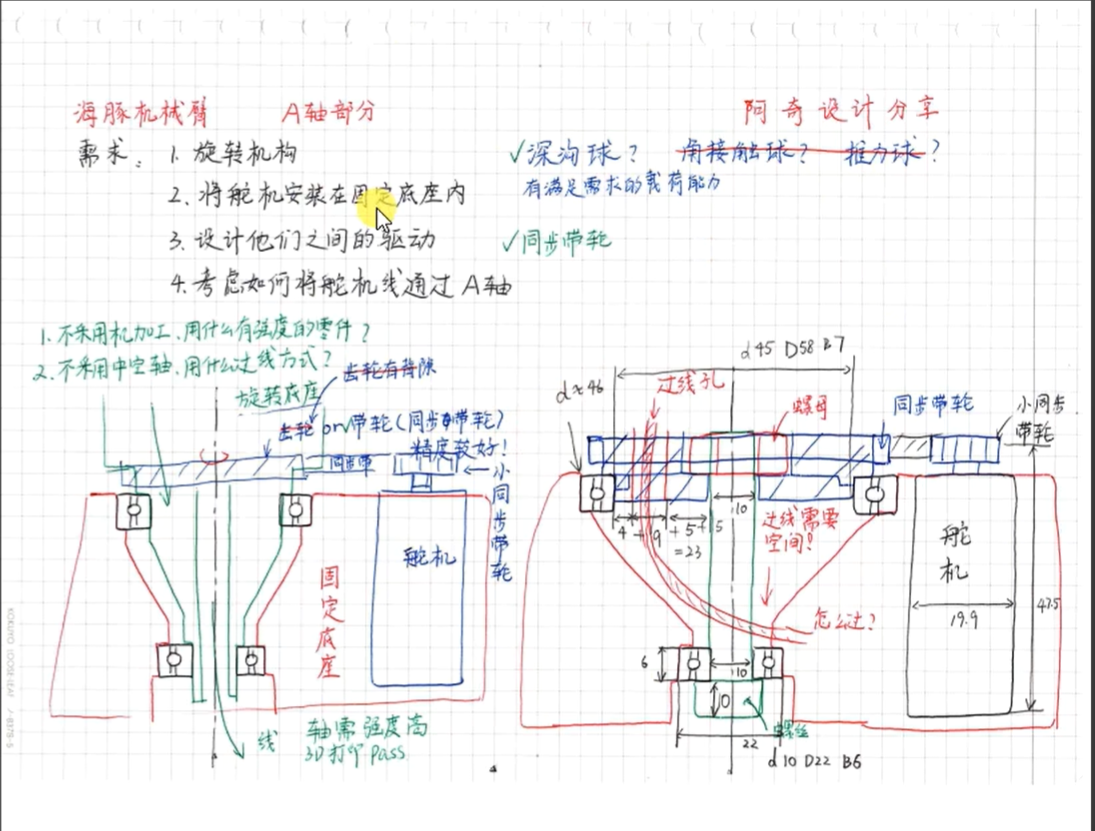 海豚机械臂 A轴部分 阿奇设计分享
需求: 1. 旋转机构
2. 将舵机安装在固定底座内
3. 设计他们之间的驱动
4. 考虑如何将舵机线通过A轴
✓深沟球? 角接触球? 推力球?
有满足需求的载荷能力
✓同步带轮
1. 不采用机加工、用什么有强度的零件?
2. 不采用中空轴、用什么过线方式?
齿轮有背隙
旋转底座
齿轮 or 带轮(同步带轮)
精度较好!
同步带
小同步带轮
舵机
固定底座
线
轴需强度高
3D打印 Pass
d45 D58 B7
d≈46
过线孔
螺母
同步带轮
小同步
带轮
10
4+9+5+5
=23
过线需要
空间!
舵机
19.9
47.5
怎么过?
6
10
10
22
螺丝
d10 D22 B6
KOKUYO LOOSE-LEAF